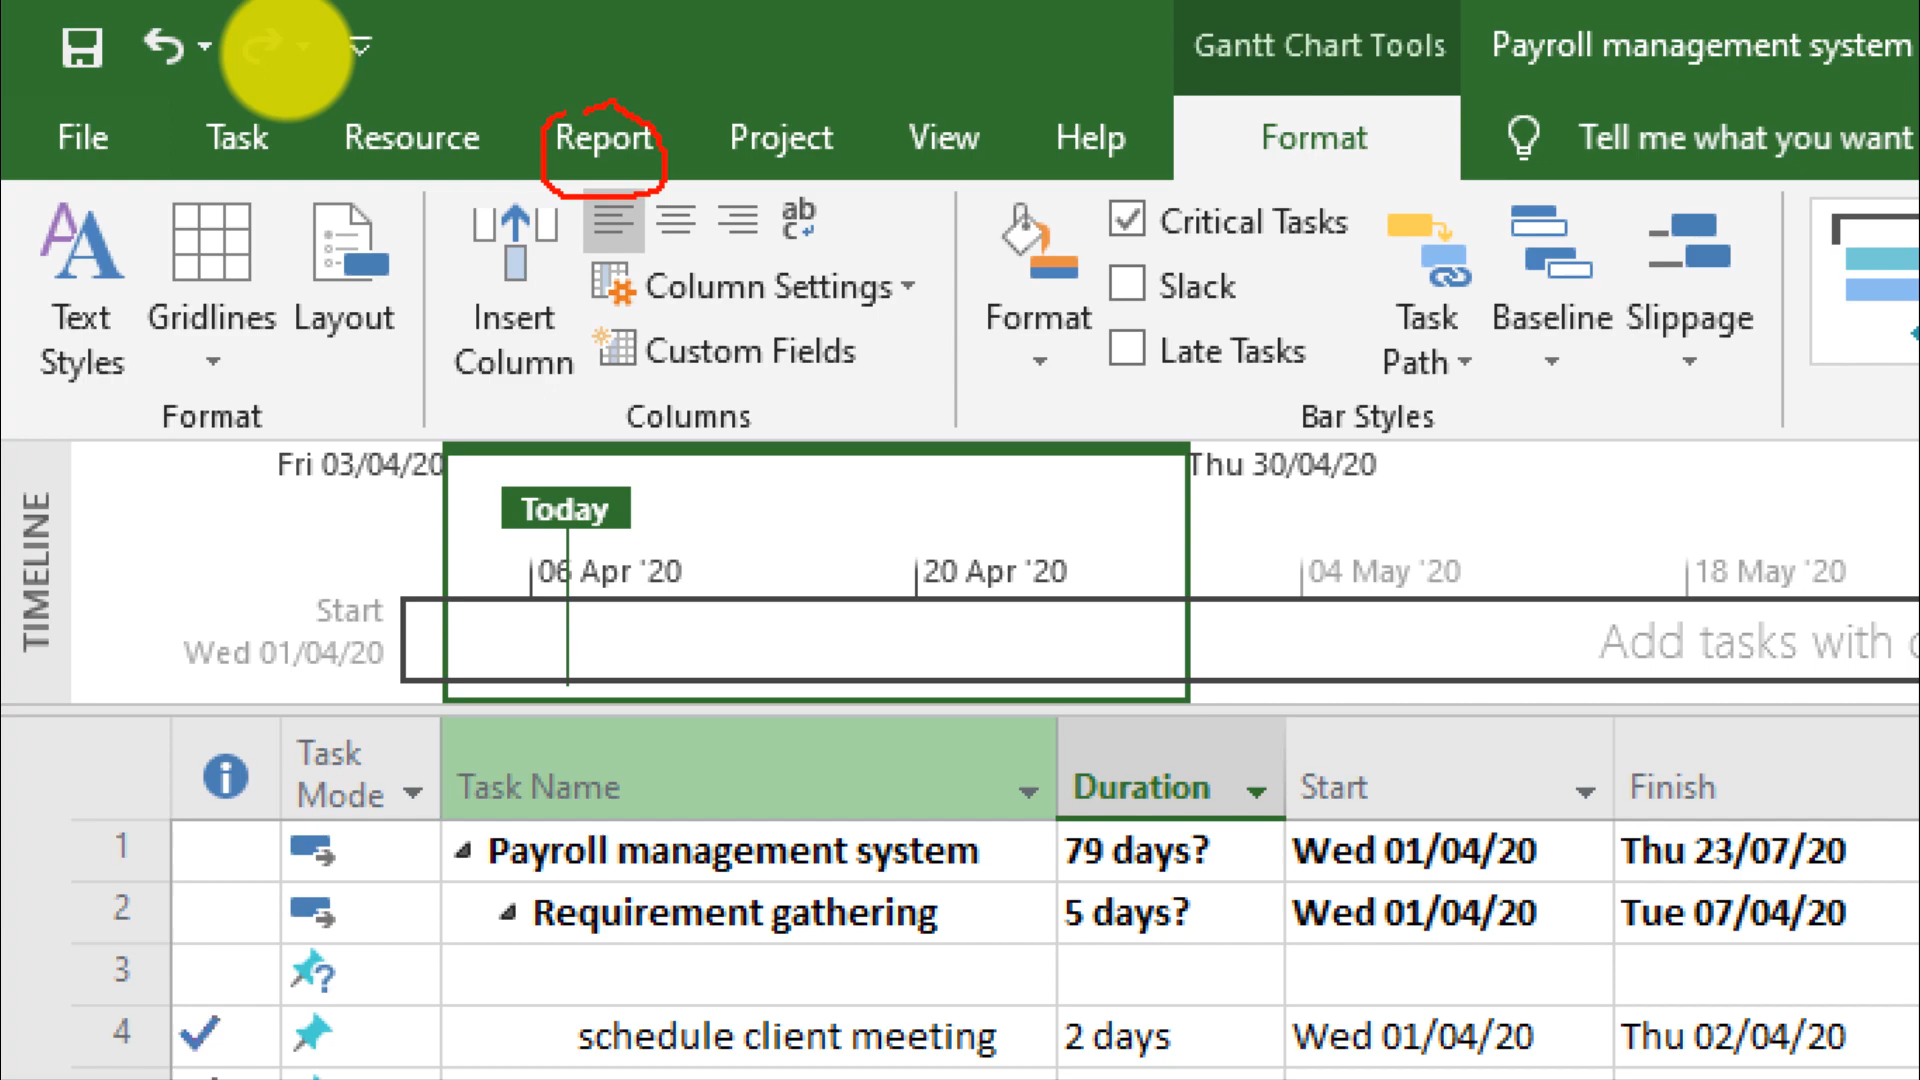 Gantt Chart Tools
Payroll management system
File
Task
Resource
Report
Project
View
Help
Format
Tell me what you want
Text
Styles
Gridlines
Layout
Format
Insert
Column
ab
c
Column Settings
Custom Fields
Columns
Format
Critical Tasks
Slack
Late Tasks
Task
Path
Baseline
Slippage
Bar Styles
TIMELINE
Fri 03/04/20
Thu 30/04/20
Today
06 Apr '20
20 Apr '20
04 May '20
18 May '20
Start
Wed 01/04/20
Add tasks with
Task
Mode
Task Name
Duration
Start
Finish
1 Payroll management system 79 days? Wed 01/04/20 Thu 23/07/20
2 Requirement gathering 5 days? Wed 01/04/20 Tue 07/04/20
3 ?
4 schedule client meeting 2 days Wed 01/04/20 Thu 02/04/20